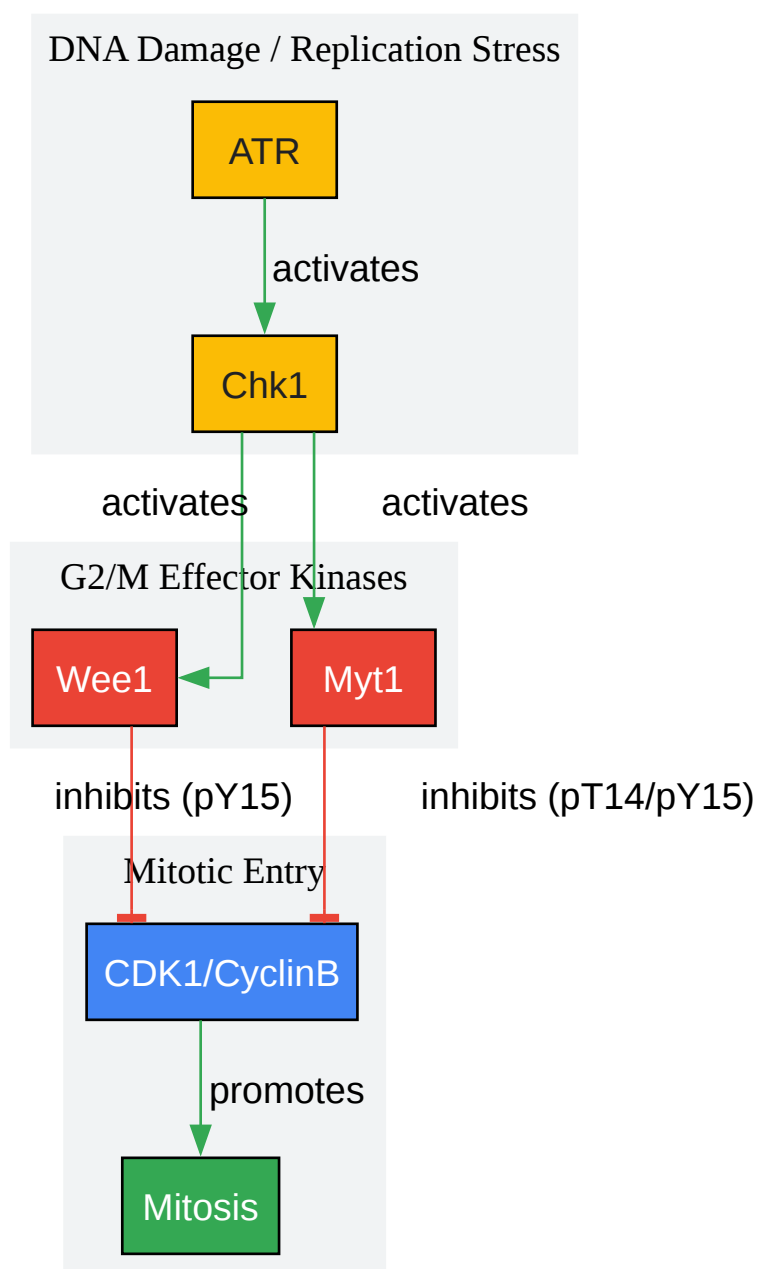 DNA Damage / Replication Stress
ATR
activates
Chk1
activates
activates
G2/M Effector Kinases
Wee1
Myt1
inhibits (pY15)
inhibits (pT14/pY15)
Mitotic Entry
CDK1/CyclinB
promotes
Mitosis